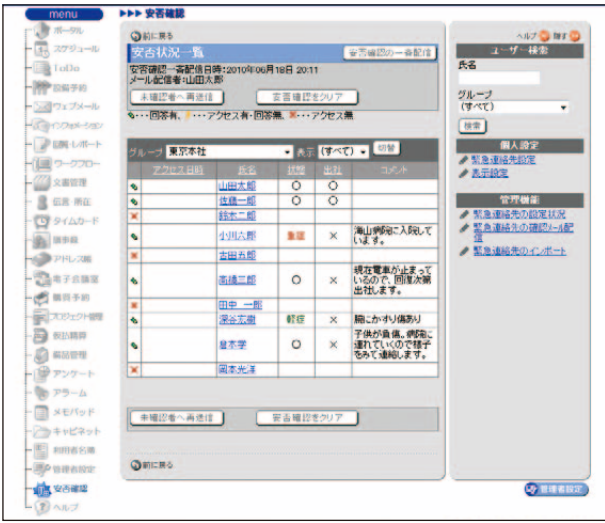 menu
ポータル
スケジュール
ToDo
設備予約
ウェブメール
インフォメーション
回覧・レポート
ワークフロー
文書管理
伝言・所在
タイムカード
議事録
アドレス帳
電子会議室
購買予約
プロジェクト管理
仮払精算
備品管理
アンケート
アラーム
メモパッド
キャビネット
利用者名簿
管理者設定
安否確認
ヘルプ
▶▶▶ 安否確認
前に戻る
安否状況一覧
安否確認の一斉配信
安否確認一斉配信日時:2010年06月18日 20:11
メール配信者:山田太郎
未確認者へ再送信
安否確認をクリア
・・・回答有、 ・・・アクセス有・回答無、 ・・・アクセス無
グループ 東京本社 表示 (すべて) 切替
アクセス日時 氏名 状態 出社 コメント
山田太郎 ○ ○
佐藤一郎 ○ ○
鈴木二郎
小川六郎 重症 × 海山病院に入院しています。
吉田五郎
高橋三郎 ○ × 現在電車が止まっているので、回復次第出社します。
田中 一郎
深谷宏樹 軽症 × 腕にかすり傷あり
倉木学 ○ × 子供が負傷。病院に連れていくので様子をみて連絡します。
岡本光洋
未確認者へ再送信
安否確認をクリア
前に戻る
ヘルプ 隠す
ユーザー検索
氏名
グループ
(すべて)
検索
個人設定
緊急連絡先設定
表示設定
管理機能
緊急連絡先の設定状況
緊急連絡先の確認メール配信
緊急連絡先のインポート
管理者設定